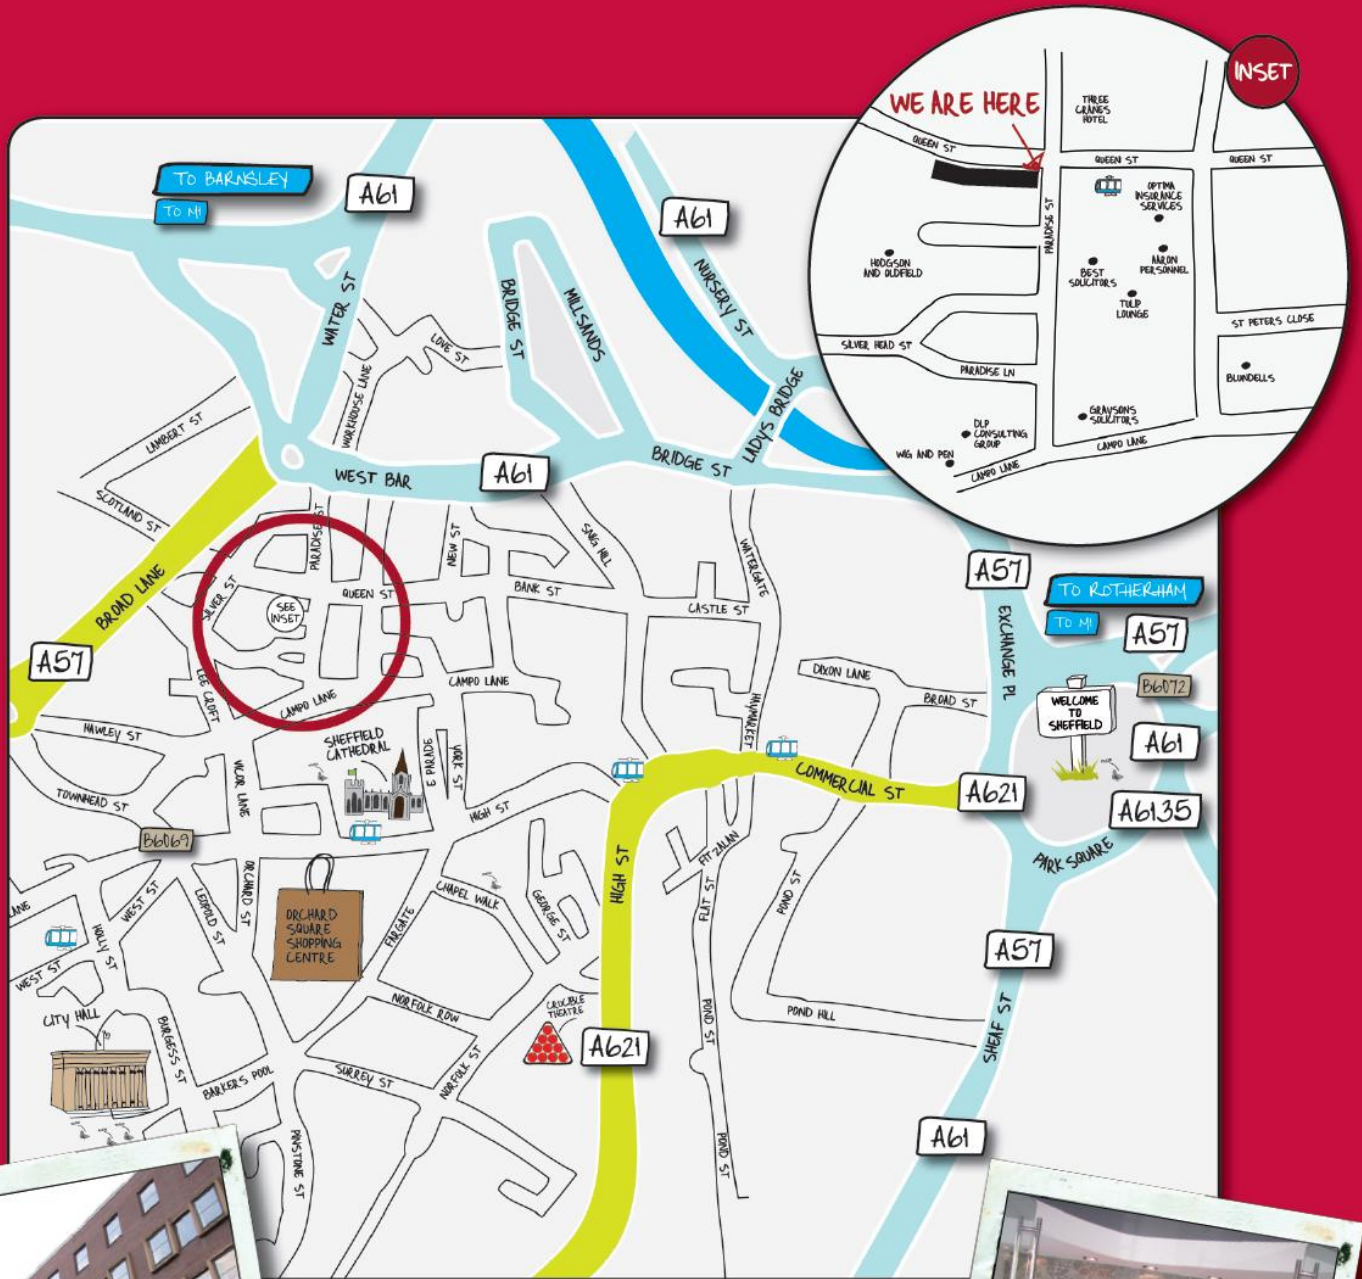 INSET
WE ARE HERE
THREE
CRANES
HOTEL
QUEEN ST
QUEEN ST
QUEEN ST
OPTIMA
INSURANCE
SERVICES
PARADISE ST
HODGSON
AND OLDFIELD
BEST
SOLICITORS
AARON
PERSONNEL
TULIP
LOUNGE
ST PETERS CLOSE
SILVER HEAD ST
PARADISE LN
BLUNDELLS
GRAYSONS
SOLICITORS
DLP
CONSULTING
GROUP
WIG AND PEN
CAMPO LANE
CAMPO LANE
TO BARNSLEY
TO M1
A61
A61
WATER ST
BRIDGE ST
MILLSANDS
NURSERY ST
LOVE ST
WORKHOUSE LANE
LADYS BRIDGE
LAMBERT ST
WEST BAR
A61
BRIDGE ST
SCOTLAND ST
PARADISE ST
NEW ST
SNIG HILL
WATERGATE
A57
TO ROTHERHAM
TO M1
A57
BROAD LANE
SILVER ST
SEE
INSET
QUEEN ST
BANK ST
CASTLE ST
EXCHANGE PL
A57
LEE CROFT
CAMPO LANE
CAMPO LANE
DIXON LANE
BROAD ST
B6072
WELCOME
TO
SHEFFIELD
HAWLEY ST
SHEFFIELD
CATHEDRAL
E PARADE
YORK ST
HAYMARKET
A61
VICOR LANE
TOWNHEAD ST
HIGH ST
COMMERCIAL ST
A621
A6135
B6069
HIGH ST
FITZALAN
PARK SQUARE
LANE
WEST ST
LEOPOLD ST
ORCHARD ST
ORCHARD
SQUARE
SHOPPING
CENTRE
FARGATE
CHAPEL WALK
GEORGE ST
FLAT ST
POND ST
HOLLY ST
WEST ST
A57
CITY HALL
BURGESS ST
NORFOLK ROW
CRUCIBLE
THEATRE
A621
POND ST
POND HILL
SHEAF ST
BARKERS POOL
SURREY ST
NORFOLK ST
PINSTONE ST
POND ST
A61